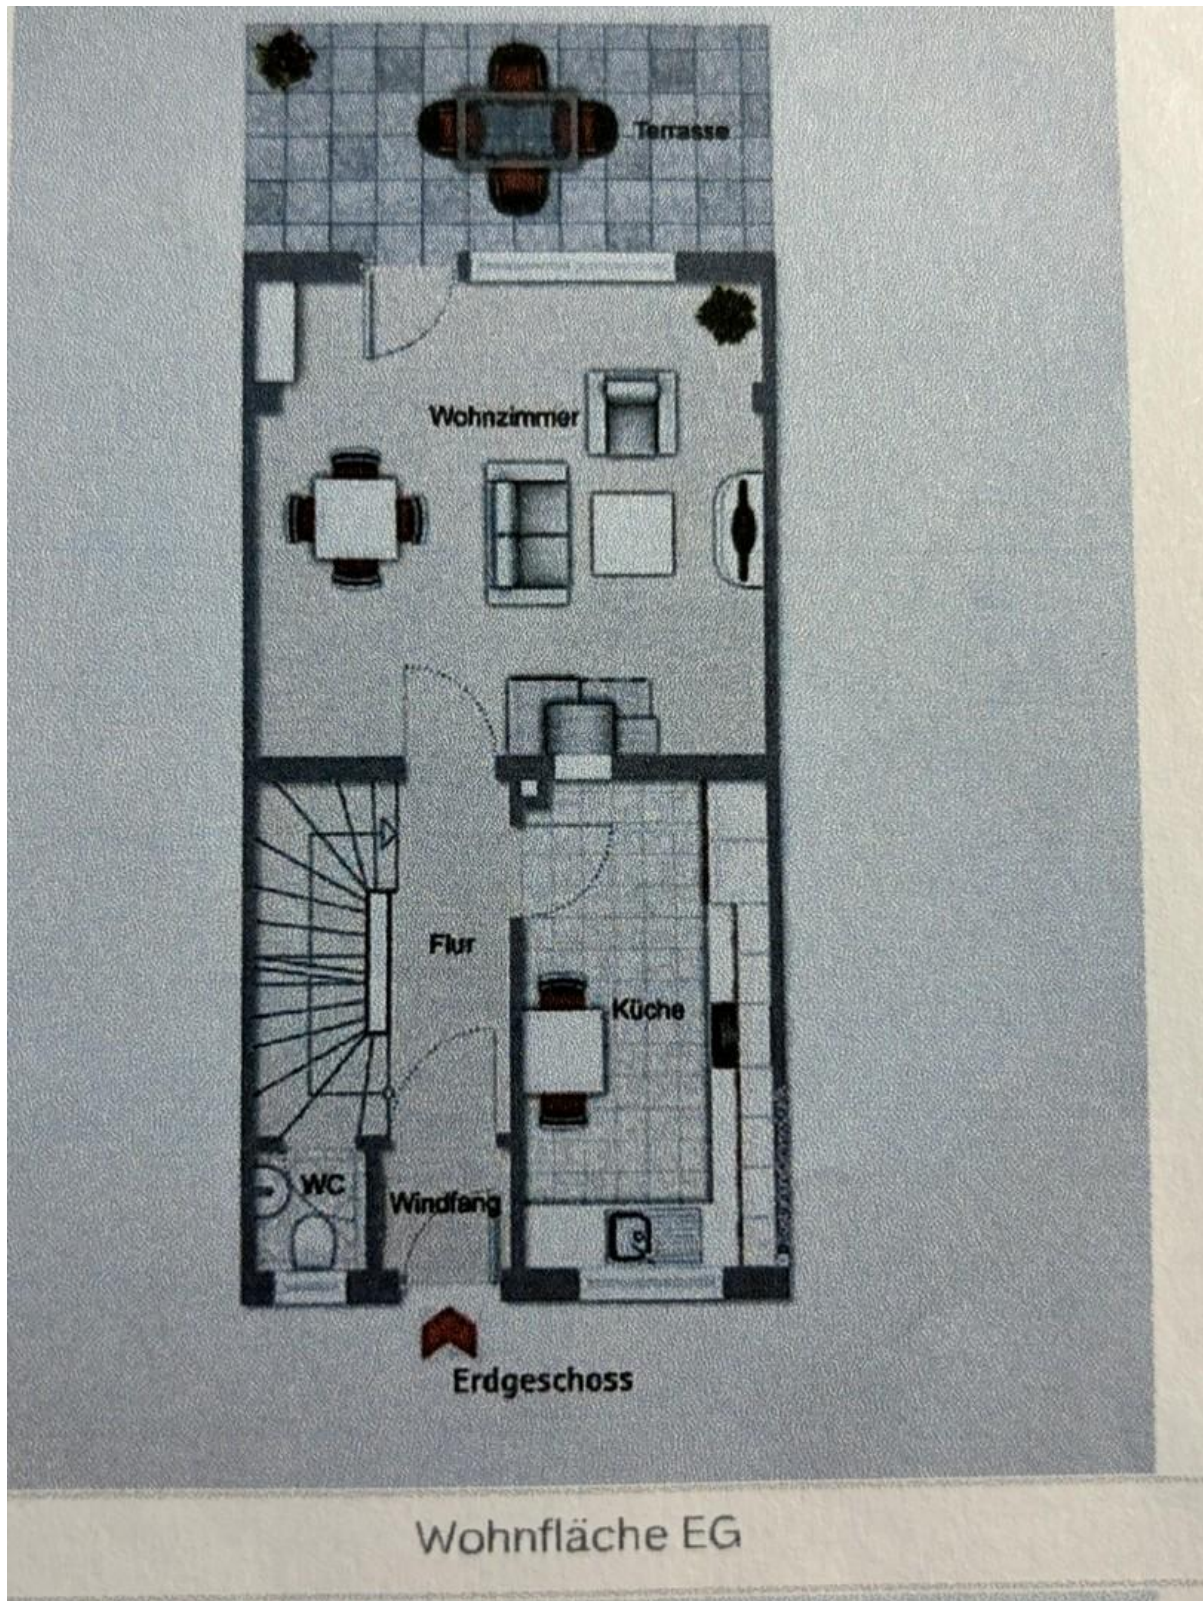 Terrasse
Wohnzimmer
Flur
Küche
WC
Windfang
Erdgeschoss
Wohnfläche EG